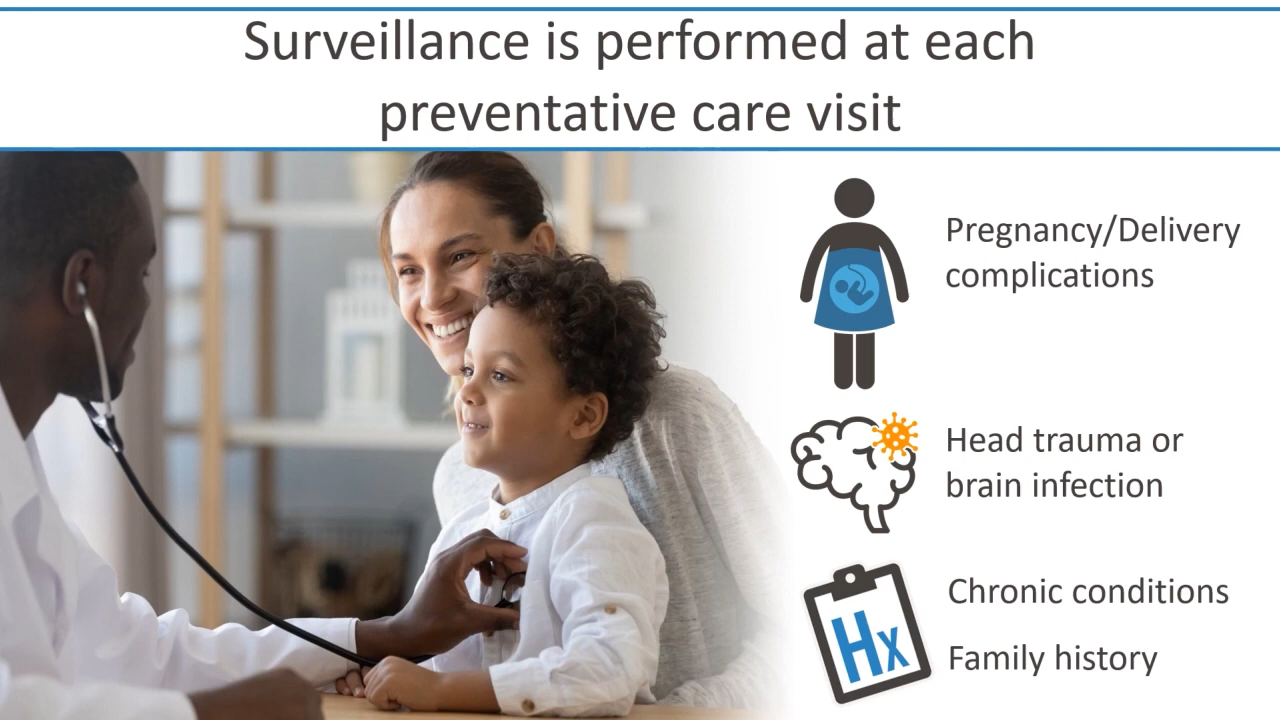 Surveillance is performed at each
preventative care visit
Pregnancy/Delivery
complications
Head trauma or
brain infection
Hx
Chronic conditions
Family history